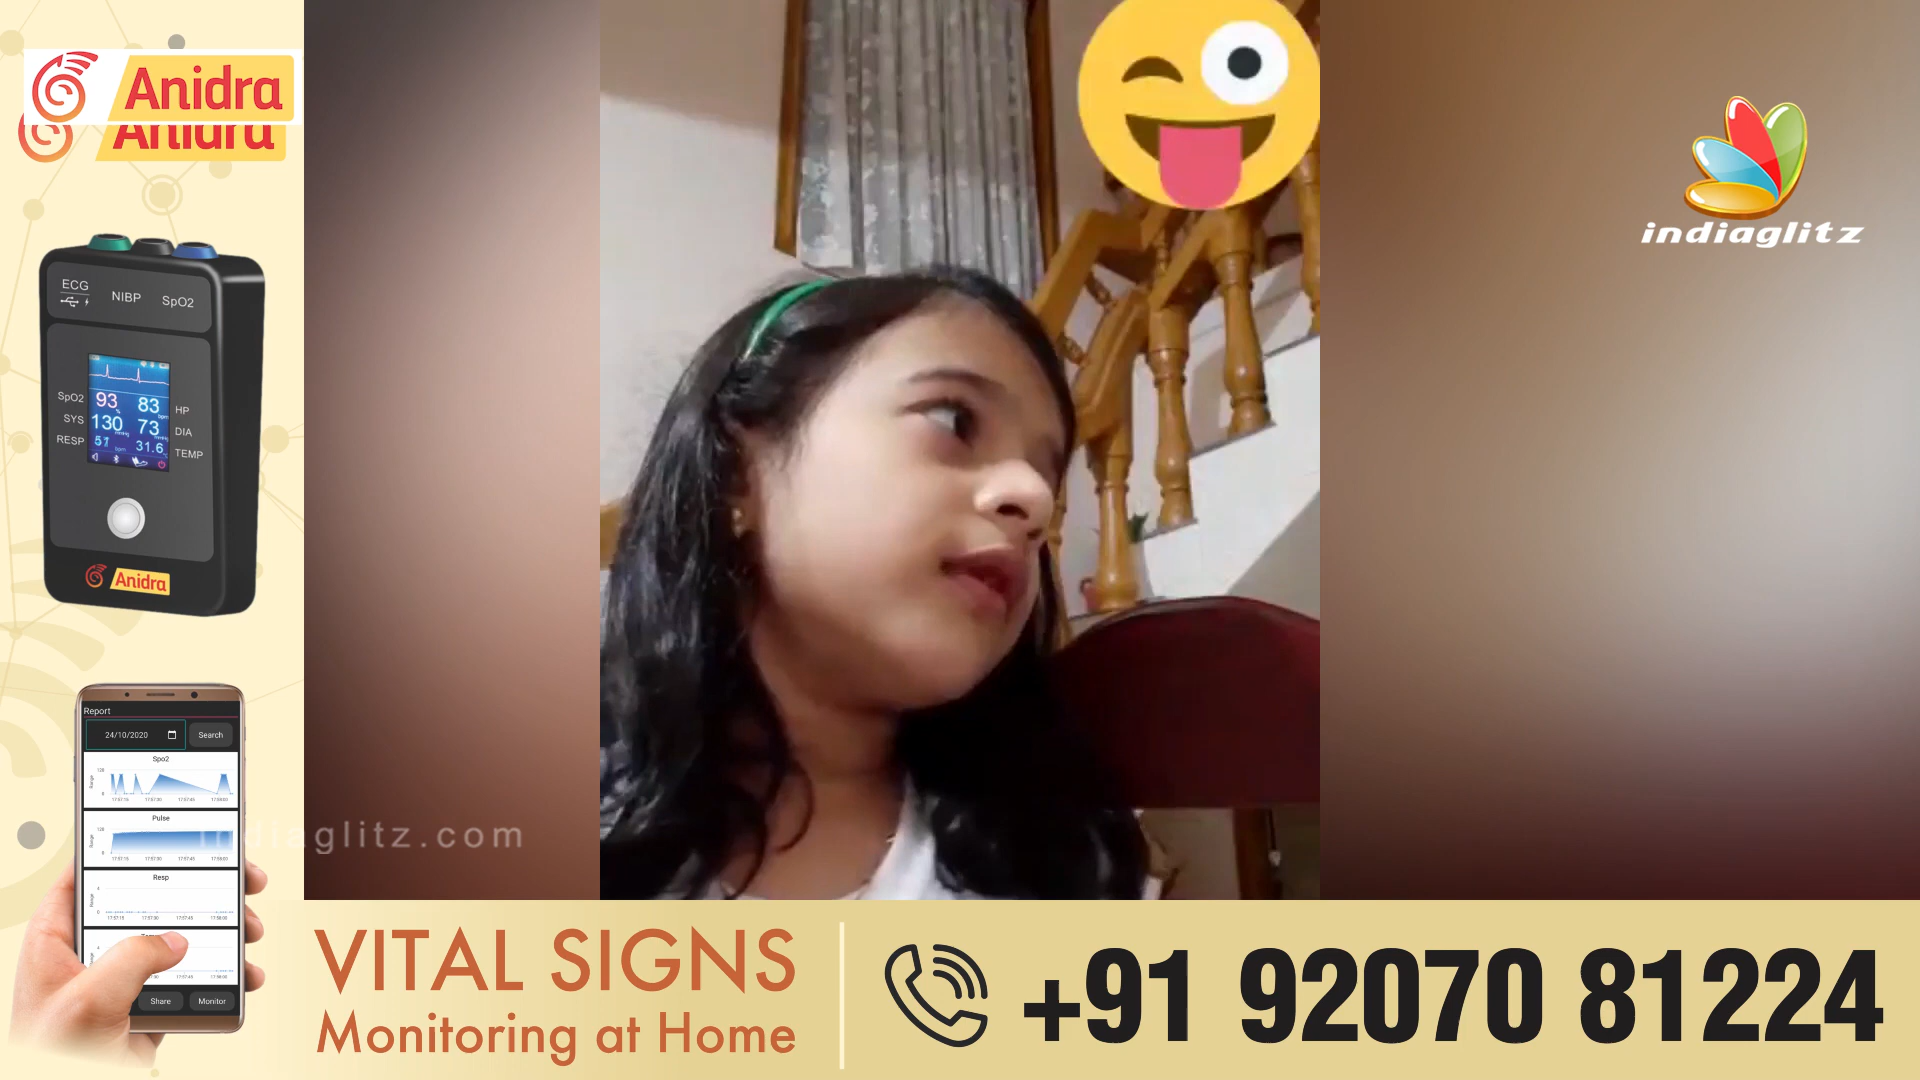 Anidra
Anidra
ECG
NIBP
SpO2
SpO2 93 83 HP
SYS 130 73 DIA
RESP 51 31.6 TEMP
Anidra
Report
24/10/2020
Search
Spo2
Pulse
Resp
Share
Monitor
indiaglitz
indiaglitz.com
VITAL SIGNS
Monitoring at Home
+91 92070 81224